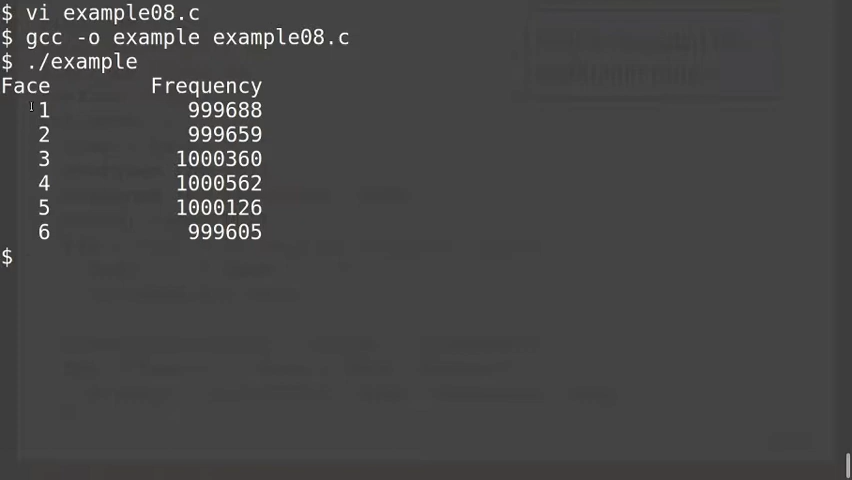 $ vi example08.c
$ gcc -o example example08.c
$ ./example
Face Frequency
1 999688
2 999659
3 1000360
4 1000562
5 1000126
6 999605
$